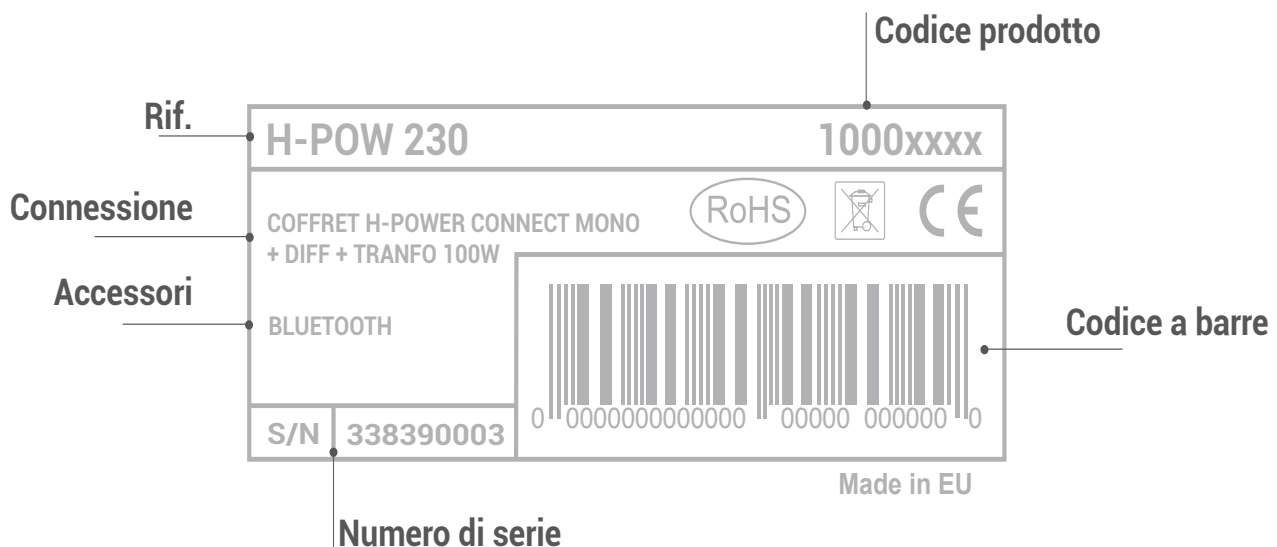 Codice prodotto
Rif.
H-POW 230
1000xxxx
Connessione
COFFRET H-POWER CONNECT MONO
+ DIFF + TRANFO 100W
RoHS
CE
Accessori
BLUETOOTH
Codice a barre
0 0000000000000 00000 000000 0
S/N 338390003
Made in EU
Numero di serie